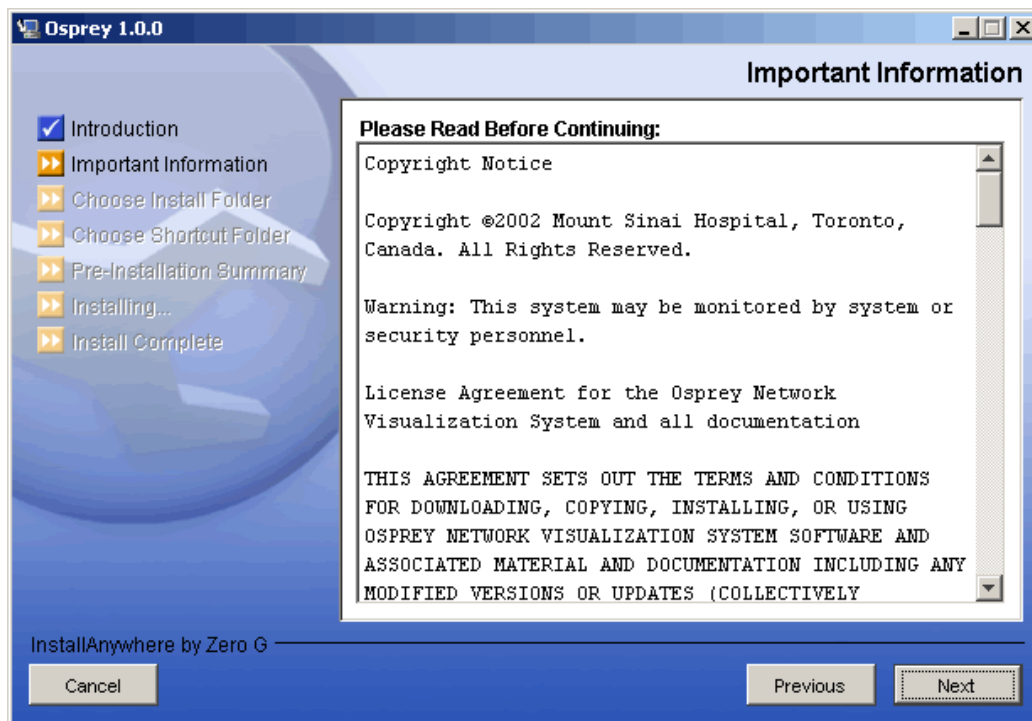 Osprey 1.0.0
Important Information
Introduction
Important Information
Choose Install Folder
Choose Shortcut Folder
Pre-Installation Summary
Installing...
Install Complete
Please Read Before Continuing:
Copyright Notice
Copyright ©2002 Mount Sinai Hospital, Toronto,
Canada. All Rights Reserved.
Warning: This system may be monitored by system or
security personnel.
License Agreement for the Osprey Network
Visualization System and all documentation
THIS AGREEMENT SETS OUT THE TERMS AND CONDITIONS
FOR DOWNLOADING, COPYING, INSTALLING, OR USING
OSPREY NETWORK VISUALIZATION SYSTEM SOFTWARE AND
ASSOCIATED MATERIAL AND DOCUMENTATION INCLUDING ANY
MODIFIED VERSIONS OR UPDATES (COLLECTIVELY
InstallAnywhere by Zero G
Cancel
Previous
Next